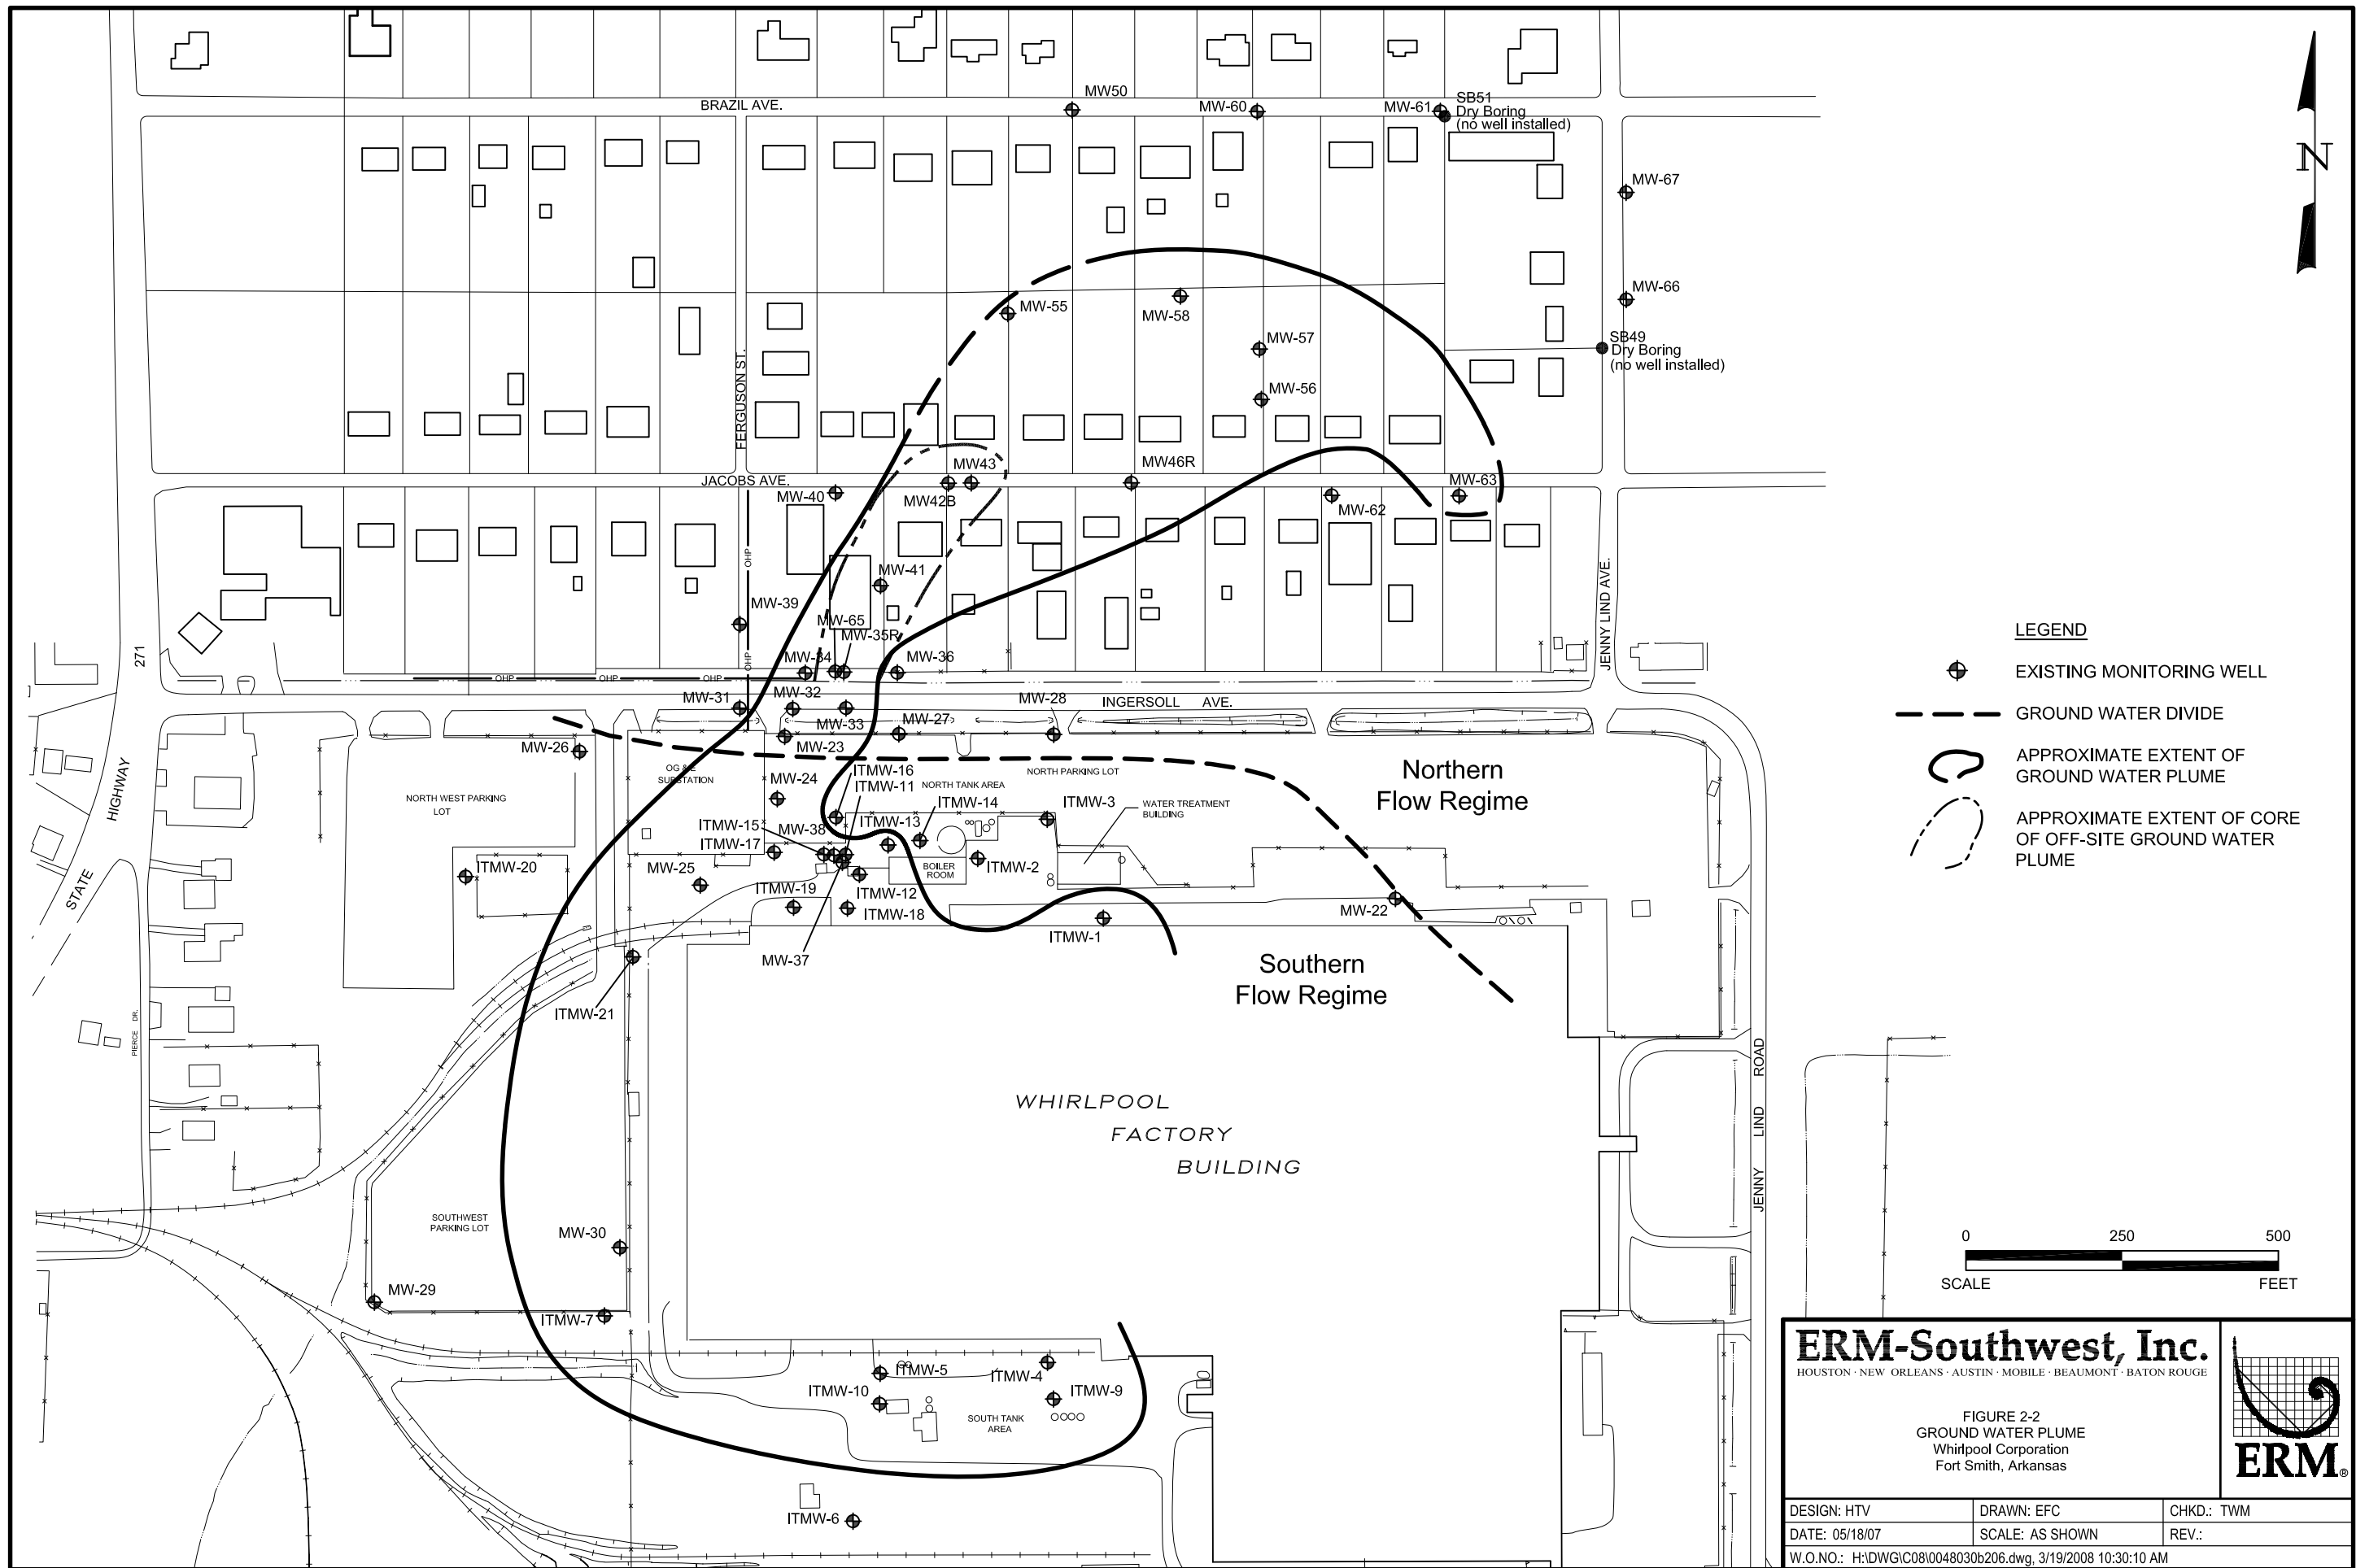 MW50
BRAZIL AVE.
MW-60
MW-61
SB51
Dry Boring
(no well installed)
N
MW-67
MW-66
MW-55
MW-58
MW-57
SB49
Dry Boring
(no well installed)
MW-56
FERGUSON ST.
MW43
MW46R
JACOBS AVE.
MW-40
MW42B
MW-63
MW-62
OHP
MW-41
JENNY LIND AVE.
MW-39
MW-65
MW-35R
LEGEND
271
MW-34
MW-36
OHP
EXISTING MONITORING WELL
OHP
OHP
OHP
MW-31
MW-32
MW-28
INGERSOLL AVE.
GROUND WATER DIVIDE
MW-33
MW-27
MW-26
MW-23
APPROXIMATE EXTENT OF
GROUND WATER PLUME
OG & E
SUBSTATION
MW-24
ITMW-16
NORTH PARKING LOT
Northern
Flow Regime
HIGHWAY
ITMW-11
NORTH TANK AREA
NORTH WEST PARKING
LOT
ITMW-14
ITMW-3
WATER TREATMENT
BUILDING
APPROXIMATE EXTENT OF CORE
OF OFF-SITE GROUND WATER
PLUME
ITMW-15
MW-38
ITMW-13
ITMW-17
MW-25
BOILER
ROOM
ITMW-2
ITMW-20
STATE
ITMW-19
ITMW-12
ITMW-18
MW-22
ITMW-1
MW-37
Southern
Flow Regime
ITMW-21
PIERCE DR.
JENNY LIND ROAD
WHIRLPOOL
FACTORY
BUILDING
SOUTHWEST
PARKING LOT
MW-30
0 250 500
SCALE FEET
MW-29
ITMW-7
ITMW-5
ITMW-4
ITMW-10
ITMW-9
SOUTH TANK
AREA
ITMW-6
ERM-Southwest, Inc.
HOUSTON · NEW ORLEANS · AUSTIN · MOBILE · BEAUMONT · BATON ROUGE
FIGURE 2-2
GROUND WATER PLUME
Whirlpool Corporation
Fort Smith, Arkansas
ERM®
DESIGN: HTV DRAWN: EFC CHKD.: TWM
DATE: 05/18/07 SCALE: AS SHOWN REV.:
W.O.NO.: H:\DWG\C08\0048030b206.dwg, 3/19/2008 10:30:10 AM